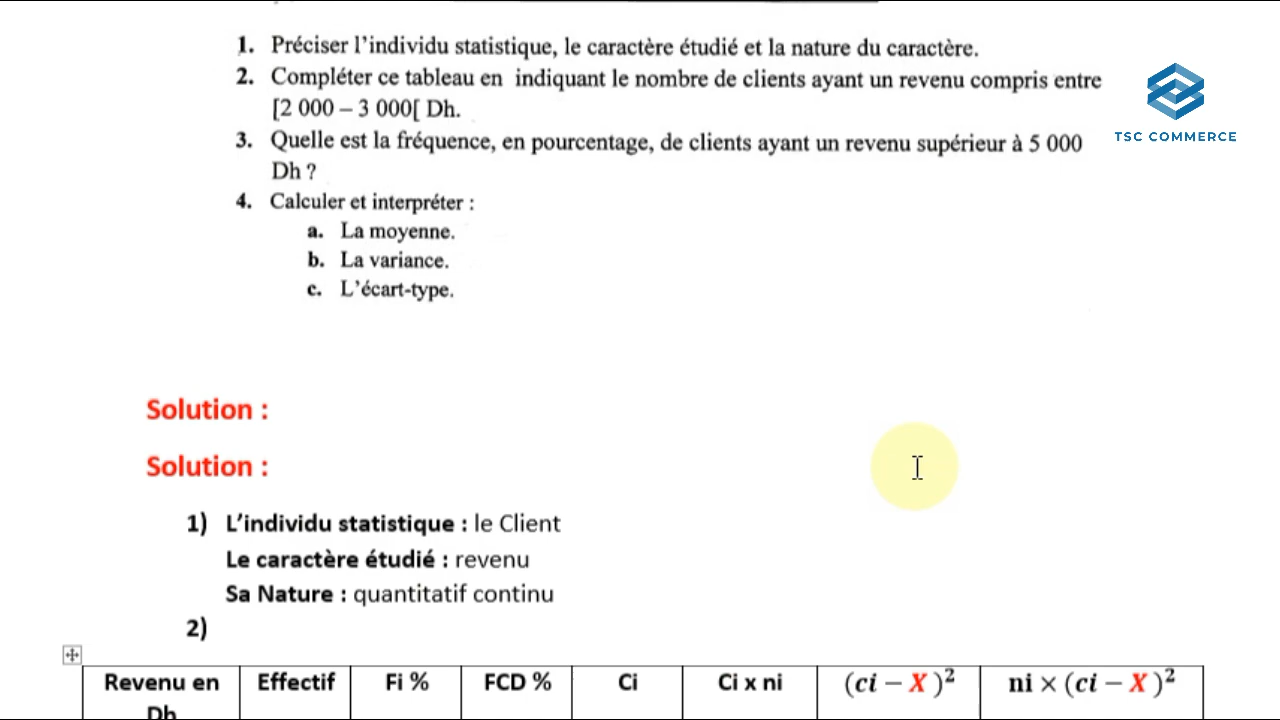 1. Préciser l'individu statistique, le caractère étudié et la nature du caractère.
2. Compléter ce tableau en indiquant le nombre de clients ayant un revenu compris entre
[2 000 – 3 000[ Dh.
3. Quelle est la fréquence, en pourcentage, de clients ayant un revenu supérieur à 5 000
Dh ?
4. Calculer et interpréter :
a. La moyenne.
b. La variance.
c. L'écart-type.
TSC COMMERCE
Solution :
Solution :
1) L'individu statistique : le Client
Le caractère étudié : revenu
Sa Nature : quantitatif continu
2)
Revenu en Effectif Fi % FCD % Ci Ci x ni (ci – X )² ni × (ci – X )²
Dh